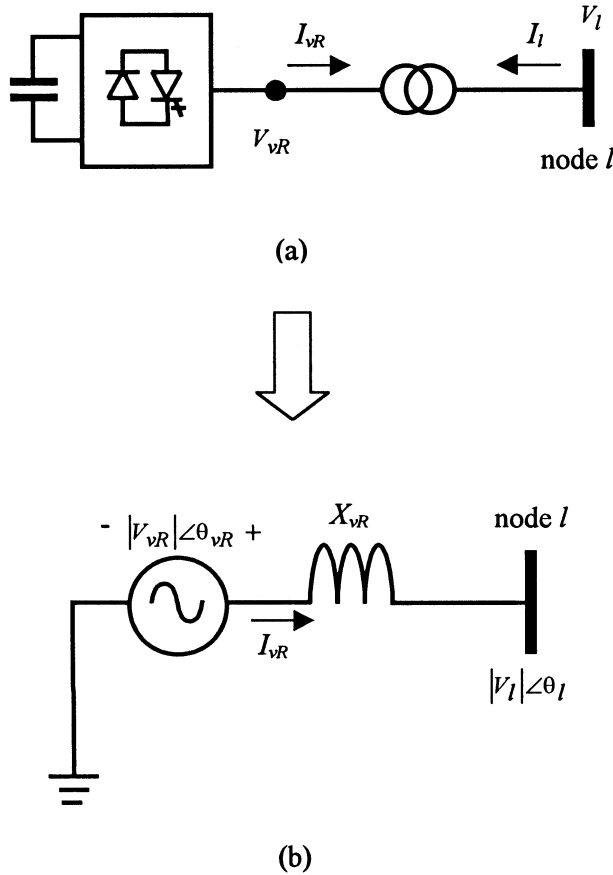 V_l
I_vR
I_l
V_vR
node l
(a)
- |V_vR|∠θ_vR +
X_vR
node l
I_vR
|V_l|∠θ_l
(b)